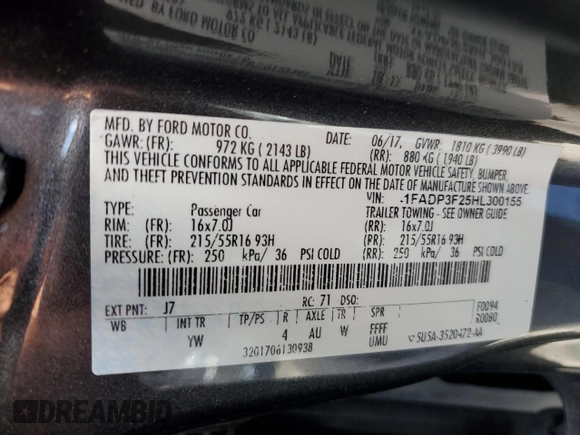 MFD. BY FORD MOTOR CO.
DATE: 06/17, GVWR: 1810 KG (3990 LB)
GAWR: (FR): 972 KG (2143 LB) (RR): 880 KG (1940 LB)
THIS VEHICLE CONFORMS TO ALL APPLICABLE FEDERAL MOTOR VEHICLE SAFETY, BUMPER,
AND THEFT PREVENTION STANDARDS IN EFFECT ON THE DATE OF MANUFACTURE SHOWN ABOVE
VIN: -1FADP3F25HL300155
TYPE: Passenger Car TRAILER TOWING - SEE OWNER GUIDE
RIM: (FR): 16x7.0J (RR): 16x7.0J
TIRE: (FR): 215/55R16 93H (RR): 215/55R16 93H
PRESSURE: (FR): 250 kPa/ 36 PSI COLD (RR): 250 kPa/ 36 PSI COLD
EXT PNT: J7 RC: 71 DSO: F0094
WB INT TR TP/PS R AXLE TR SPR R0080
YW 4 AU W FFFF
UMU
3201706130938 5U5A-3520472-AA
DREAMBID